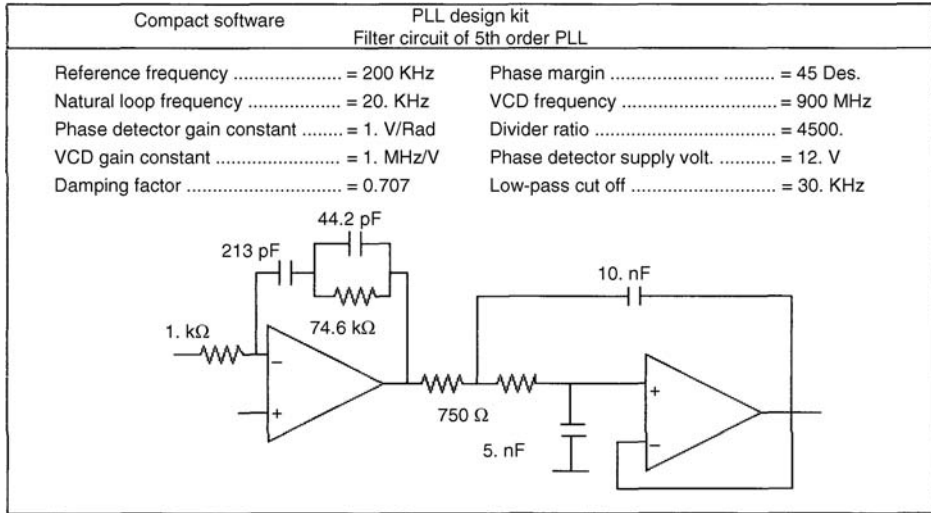 Compact software
PLL design kit
Filter circuit of 5th order PLL
Reference frequency .................... = 200 KHz
Natural loop frequency .................. = 20. KHz
Phase detector gain constant ........ = 1. V/Rad
VCD gain constant ......................... = 1. MHz/V
Damping factor ............................... = 0.707
Phase margin ...................... ......... = 45 Des.
VCD frequency ............................. = 900 MHz
Divider ratio ................................... = 4500.
Phase detector supply volt. ........... = 12. V
Low-pass cut off ............................ = 30. KHz
44.2 pF
213 pF
74.6 kΩ
1. kΩ
−
+
750 Ω
10. nF
5. nF
+
−